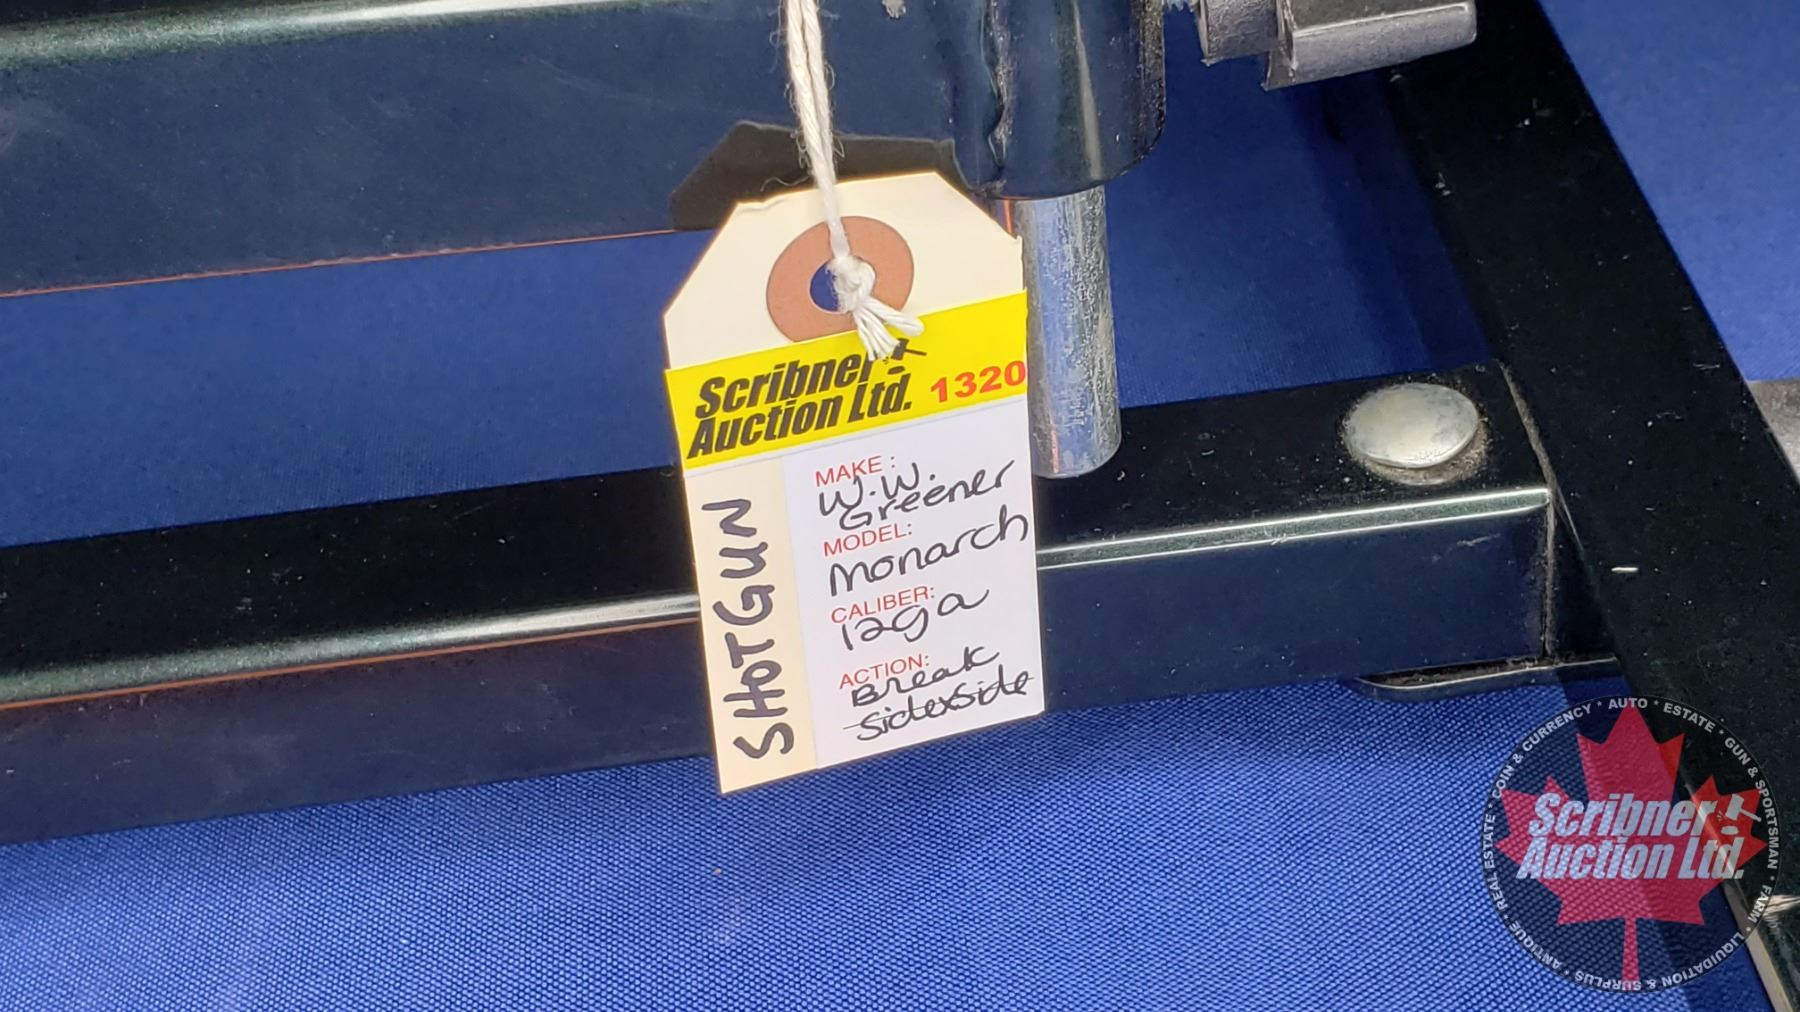 Scribner
Auction Ltd. 1320
SHOTGUN
MAKE:
W.W.
Greener
MODEL:
Monarch
CALIBER:
12ga
ACTION:
Break
SidexSide
Scribner
Auction Ltd.
* COIN & CURRENCY * AUTO * ESTATE * GUN & SPORTSMAN * FARM * LIQUIDATION & SURPLUS * ANTIQUE * REAL ESTATE